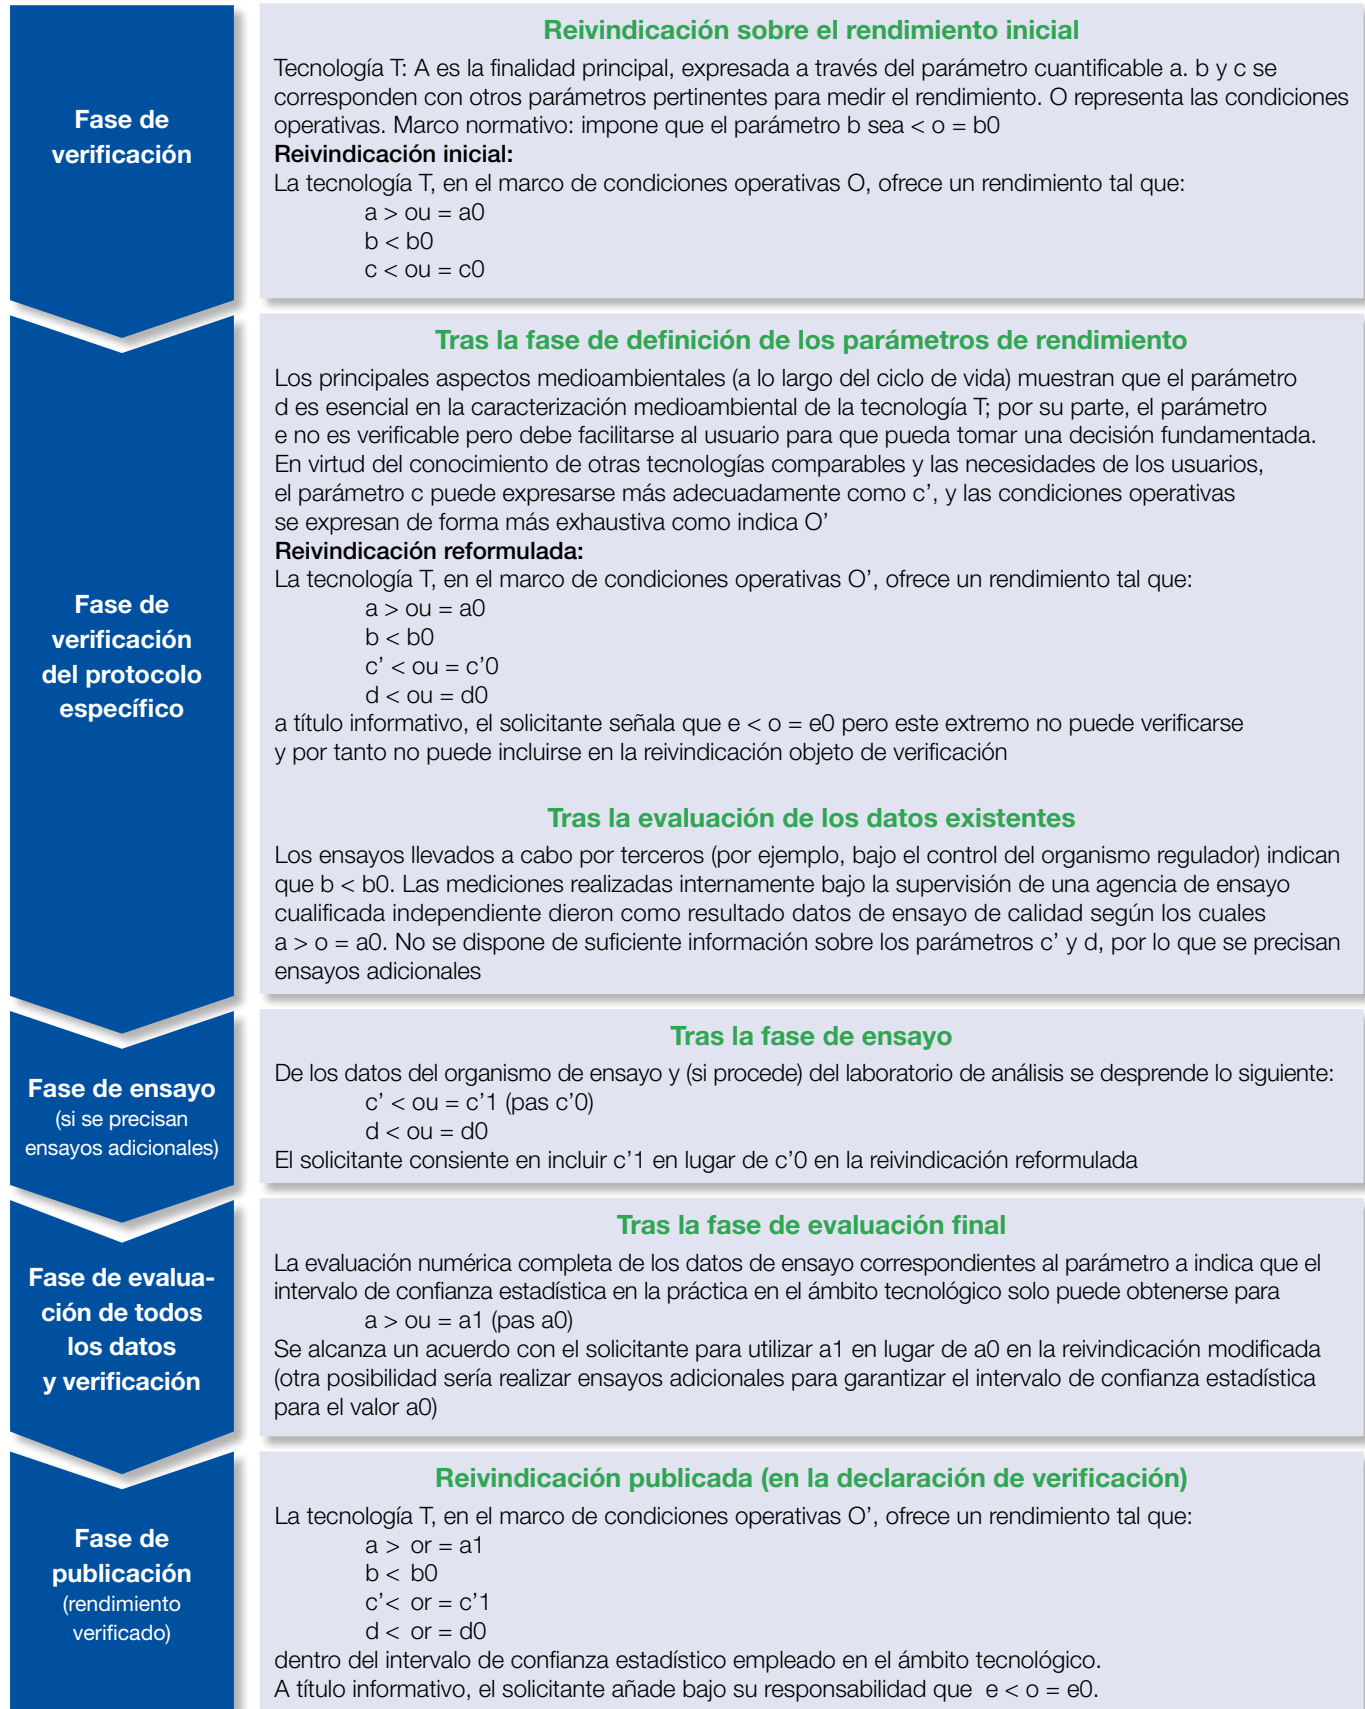 Fase de
verificación
Reivindicación sobre el rendimiento inicial
Tecnología T: A es la finalidad principal, expresada a través del parámetro cuantificable a. b y c se
corresponden con otros parámetros pertinentes para medir el rendimiento. O representa las condiciones
operativas. Marco normativo: impone que el parámetro b sea < o = b0
Reivindicación inicial:
La tecnología T, en el marco de condiciones operativas O, ofrece un rendimiento tal que:
a > ou = a0
b < b0
c < ou = c0
Fase de
verificación
del protocolo
específico
Tras la fase de definición de los parámetros de rendimiento
Los principales aspectos medioambientales (a lo largo del ciclo de vida) muestran que el parámetro
d es esencial en la caracterización medioambiental de la tecnología T; por su parte, el parámetro
e no es verificable pero debe facilitarse al usuario para que pueda tomar una decisión fundamentada.
En virtud del conocimiento de otras tecnologías comparables y las necesidades de los usuarios,
el parámetro c puede expresarse más adecuadamente como c’, y las condiciones operativas
se expresan de forma más exhaustiva como indica O’
Reivindicación reformulada:
La tecnología T, en el marco de condiciones operativas O’, ofrece un rendimiento tal que:
a > ou = a0
b < b0
c’ < ou = c’0
d < ou = d0
a título informativo, el solicitante señala que e < o = e0 pero este extremo no puede verificarse
y por tanto no puede incluirse en la reivindicación objeto de verificación
Tras la evaluación de los datos existentes
Los ensayos llevados a cabo por terceros (por ejemplo, bajo el control del organismo regulador) indican
que b < b0. Las mediciones realizadas internamente bajo la supervisión de una agencia de ensayo
cualificada independiente dieron como resultado datos de ensayo de calidad según los cuales
a > o = a0. No se dispone de suficiente información sobre los parámetros c’ y d, por lo que se precisan
ensayos adicionales
Fase de ensayo
(si se precisan
ensayos adicionales)
Tras la fase de ensayo
De los datos del organismo de ensayo y (si procede) del laboratorio de análisis se desprende lo siguiente:
c’ < ou = c’1 (pas c’0)
d < ou = d0
El solicitante consiente en incluir c’1 en lugar de c’0 en la reivindicación reformulada
Fase de evalua-
ción de todos
los datos
y verificación
Tras la fase de evaluación final
La evaluación numérica completa de los datos de ensayo correspondientes al parámetro a indica que el
intervalo de confianza estadística en la práctica en el ámbito tecnológico solo puede obtenerse para
a > ou = a1 (pas a0)
Se alcanza un acuerdo con el solicitante para utilizar a1 en lugar de a0 en la reivindicación modificada
(otra posibilidad sería realizar ensayos adicionales para garantizar el intervalo de confianza estadística
para el valor a0)
Fase de
publicación
(rendimiento
verificado)
Reivindicación publicada (en la declaración de verificación)
La tecnología T, en el marco de condiciones operativas O’, ofrece un rendimiento tal que:
a > or = a1
b < b0
c’< or = c’1
d < or = d0
dentro del intervalo de confianza estadístico empleado en el ámbito tecnológico.
A título informativo, el solicitante añade bajo su responsabilidad que e < o = e0.